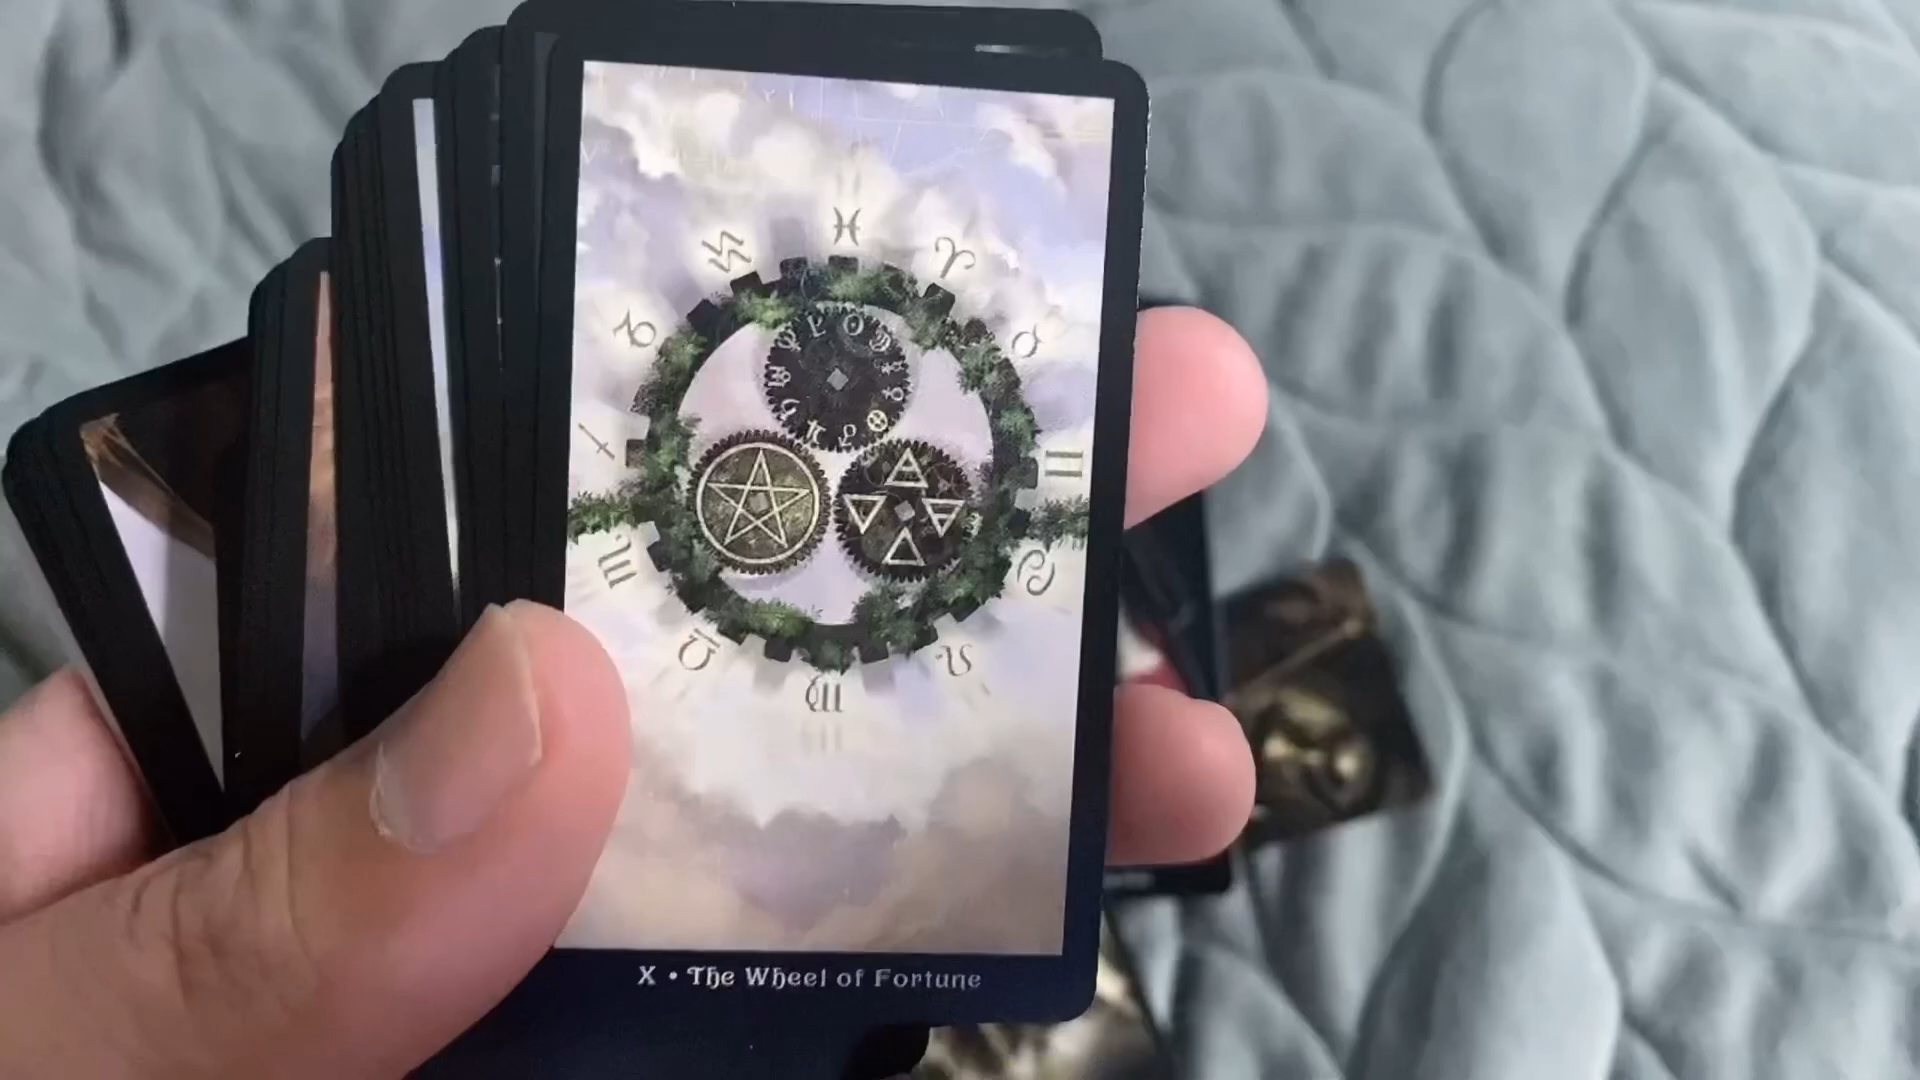 X • The Wheel of Fortune